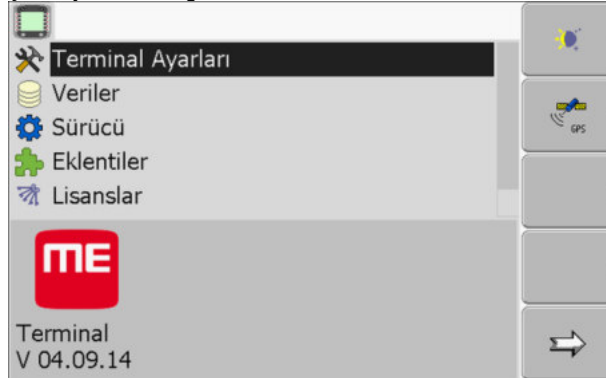 Terminal Ayarları
Veriler
Sürücü
Eklentiler
Lisanslar
GPS
ME
Terminal
V 04.09.14